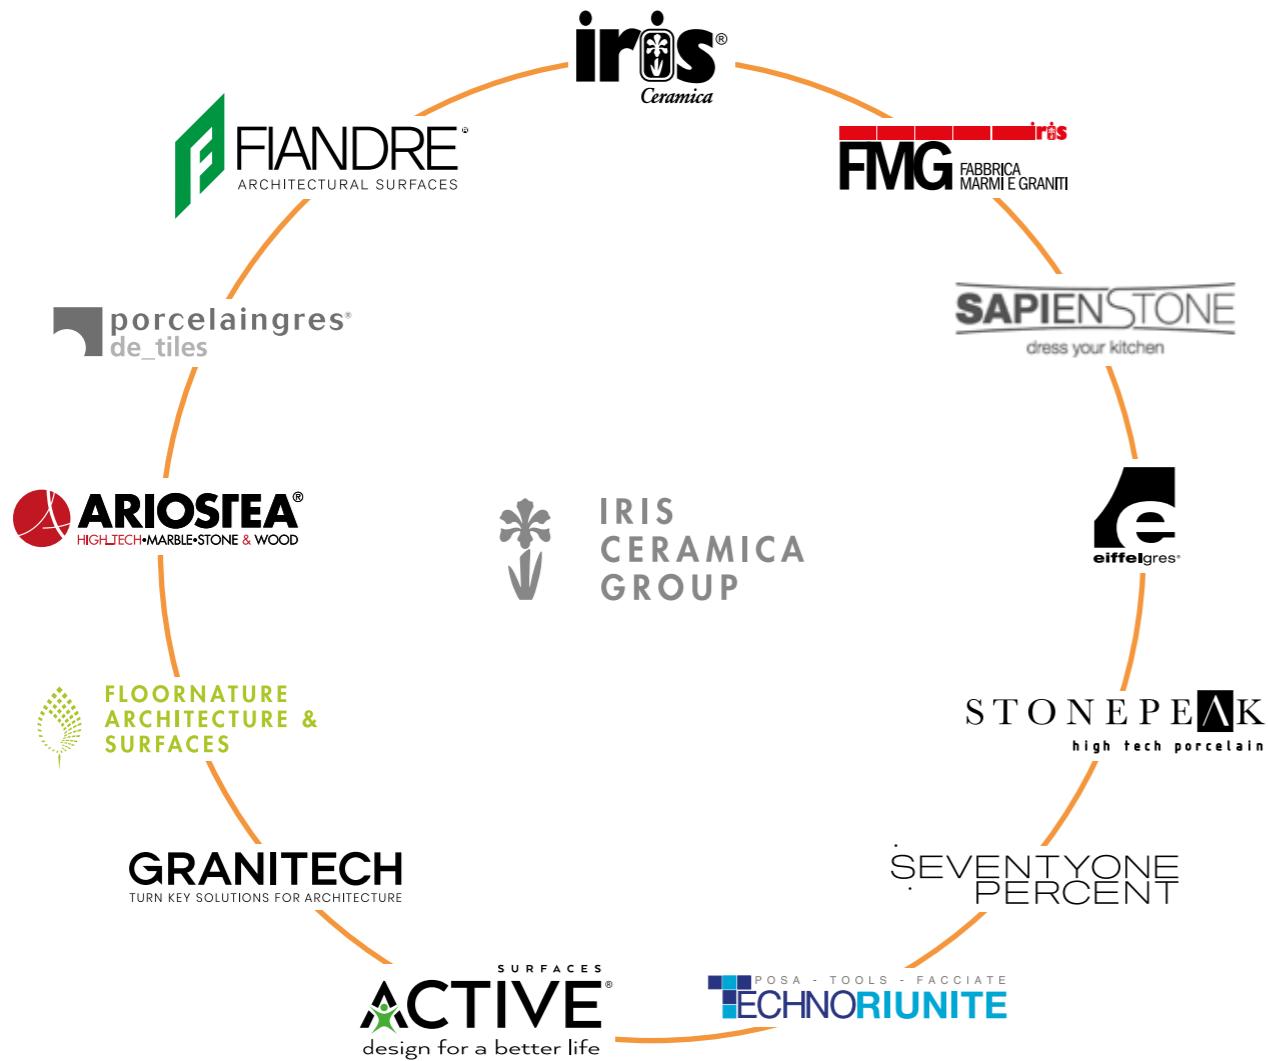 iris®
Ceramica
FIANDRE®
ARCHITECTURAL SURFACES
iris
FMG FABBRICA
MARMI E GRANITI
porcelaingres®
de_tiles
SAPIENSTONE
dress your kitchen
ARIOSTEA®
HIGH_TECH•MARBLE•STONE & WOOD
IRIS
CERAMICA
GROUP
e
eiffelgres®
FLOORNATURE
ARCHITECTURE &
SURFACES
STONEPEAK
high tech porcelain
GRANITECH
TURN KEY SOLUTIONS FOR ARCHITECTURE
SEVENTYONE
PERCENT
SURFACES
ACTIVE®
design for a better life
POSA - TOOLS - FACCIATE
TECHNORIUNITE